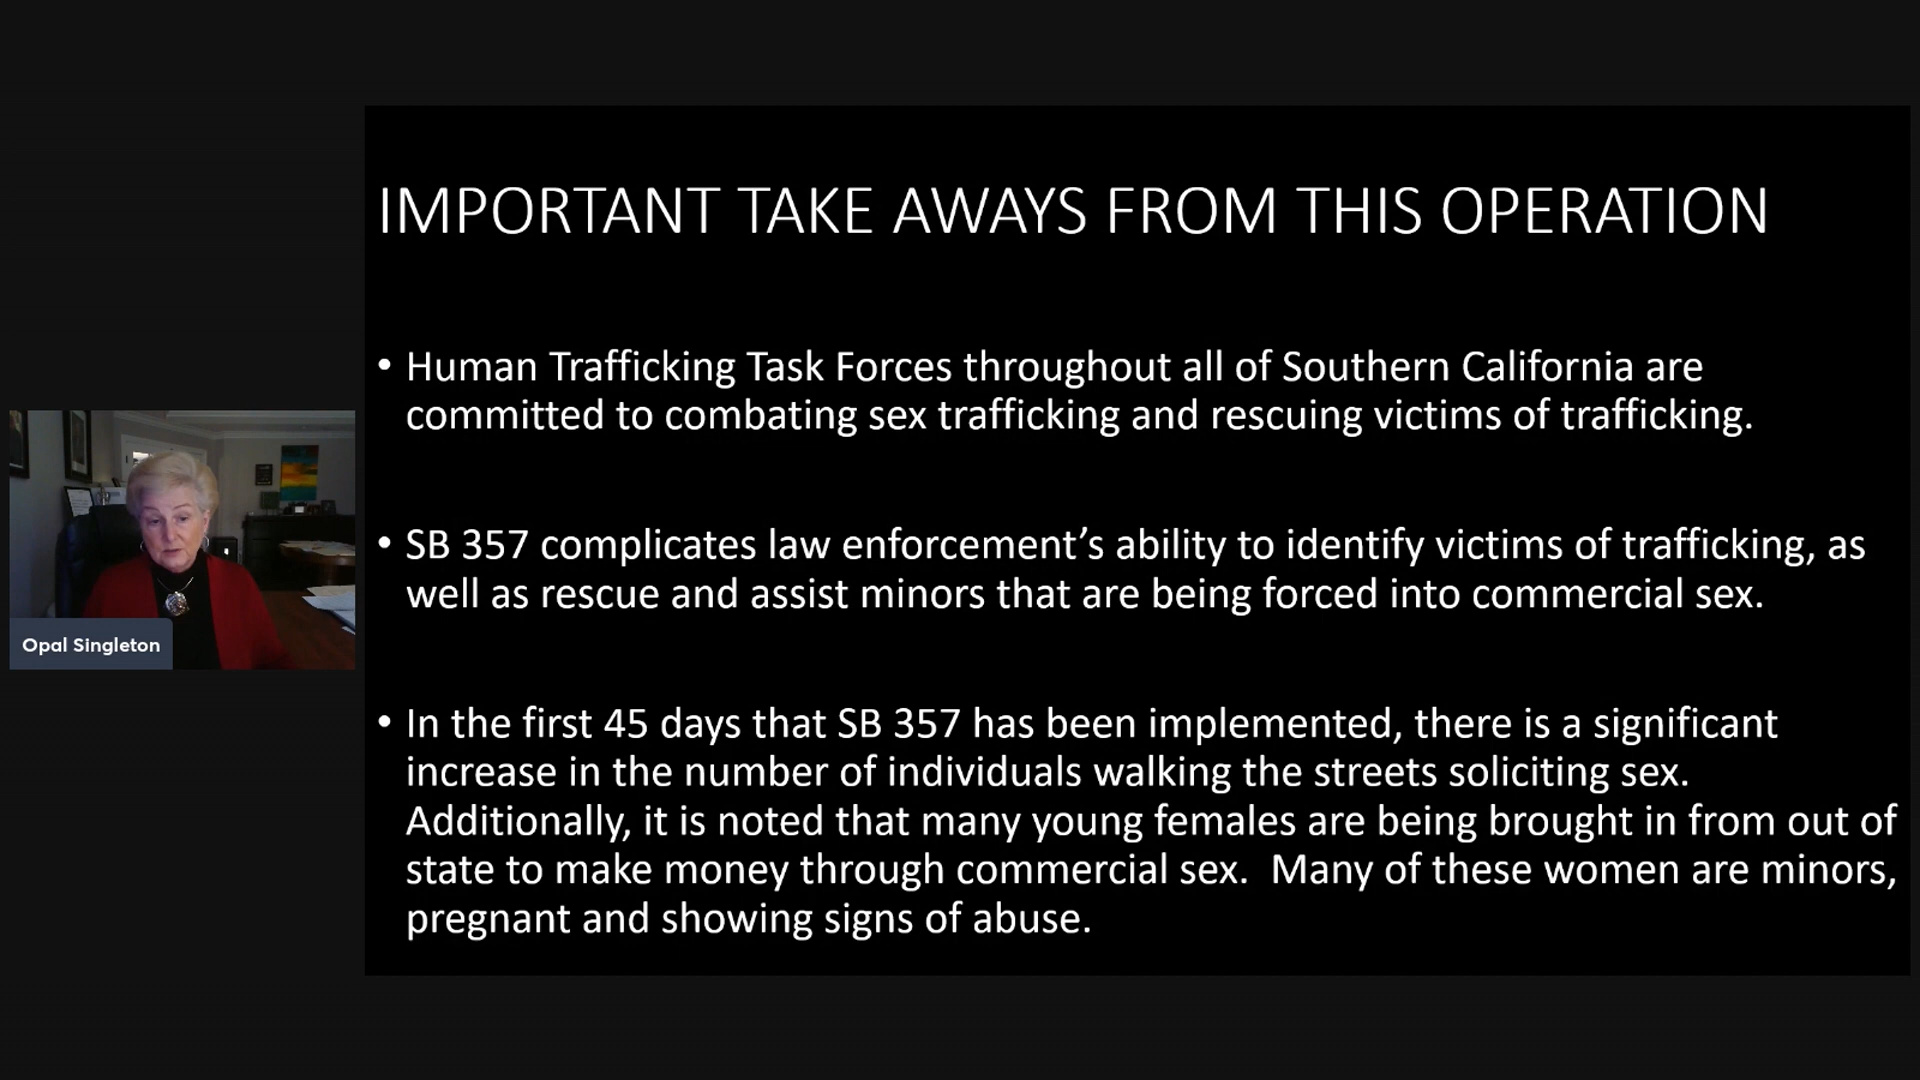 IMPORTANT TAKE AWAYS FROM THIS OPERATION
• Human Trafficking Task Forces throughout all of Southern California are
committed to combating sex trafficking and rescuing victims of trafficking.
• SB 357 complicates law enforcement’s ability to identify victims of trafficking, as
well as rescue and assist minors that are being forced into commercial sex.
• In the first 45 days that SB 357 has been implemented, there is a significant
increase in the number of individuals walking the streets soliciting sex.
Additionally, it is noted that many young females are being brought in from out of
state to make money through commercial sex.  Many of these women are minors,
pregnant and showing signs of abuse.
Opal Singleton